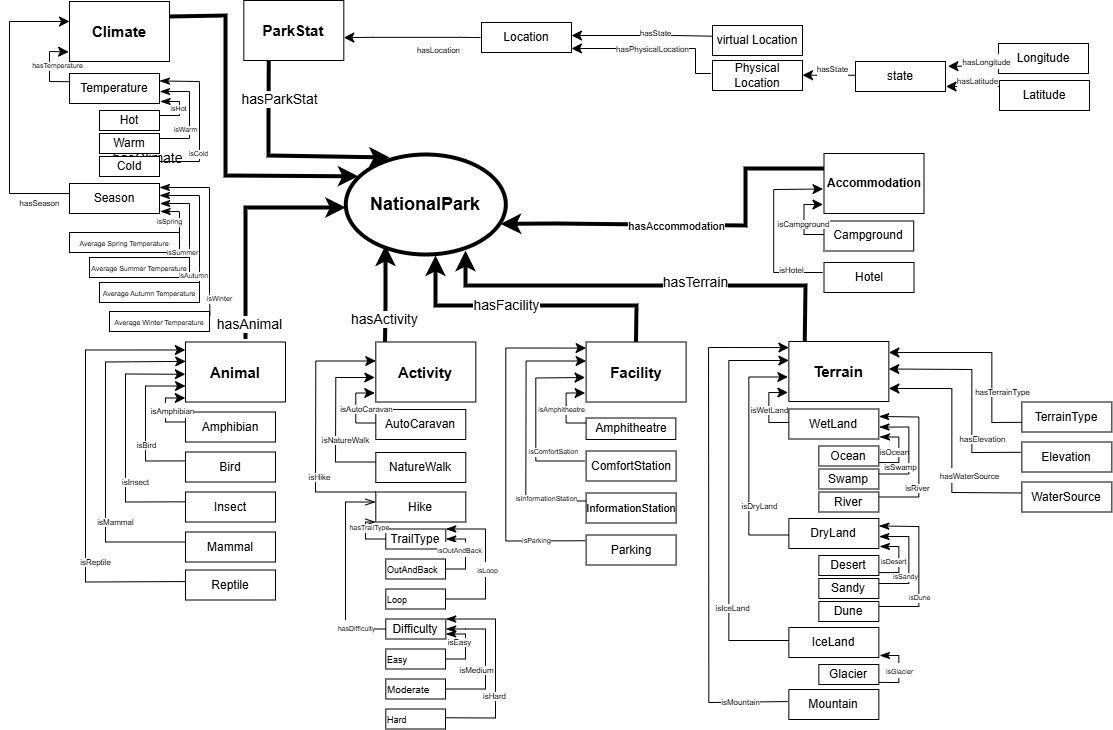 Climate
hasTemperature
Temperature
isHot
Hot
isWarm
Warm
isCold
hasClimate
Cold
Season
hasSeason
isSpring
Average Spring Temperature
isSummer
Average Summer Temperature
isAutumn
Average Autumn Temperature
isWinter
Average Winter Temperature
ParkStat
hasParkStat
hasLocation
Location
hasState
virtual Location
hasPhysicalLocation
Physical
Location
hasState
state
hasLongitude
Longitude
hasLatitude
Latitude
NationalPark
hasAccommodation
Accommodation
isCampground
Campground
isHotel
Hotel
hasAnimal
Animal
isAmphibian
Amphibian
isBird
Bird
isInsect
Insect
isMammal
Mammal
isReptile
Reptile
hasActivity
Activity
isAutoCaravan
AutoCaravan
isNatureWalk
NatureWalk
isHike
Hike
hasTrailType
TrailType
isOutAndBack
OutAndBack
isLoop
Loop
hasDifficulty
Difficulty
isEasy
Easy
isMedium
Moderate
isHard
Hard
hasFacility
Facility
isAmphitheatre
Amphitheatre
isComfortSation
ComfortStation
isInformationStation
InformationStation
isParking
Parking
hasTerrain
Terrain
isWetLand
WetLand
isOcean
Ocean
isSwamp
Swamp
isRiver
River
isDryLand
DryLand
isDesert
Desert
isSandy
Sandy
isDune
Dune
isIceLand
IceLand
isGlacier
Glacier
isMountain
Mountain
hasTerrainType
TerrainType
hasElevation
Elevation
hasWaterSource
WaterSource